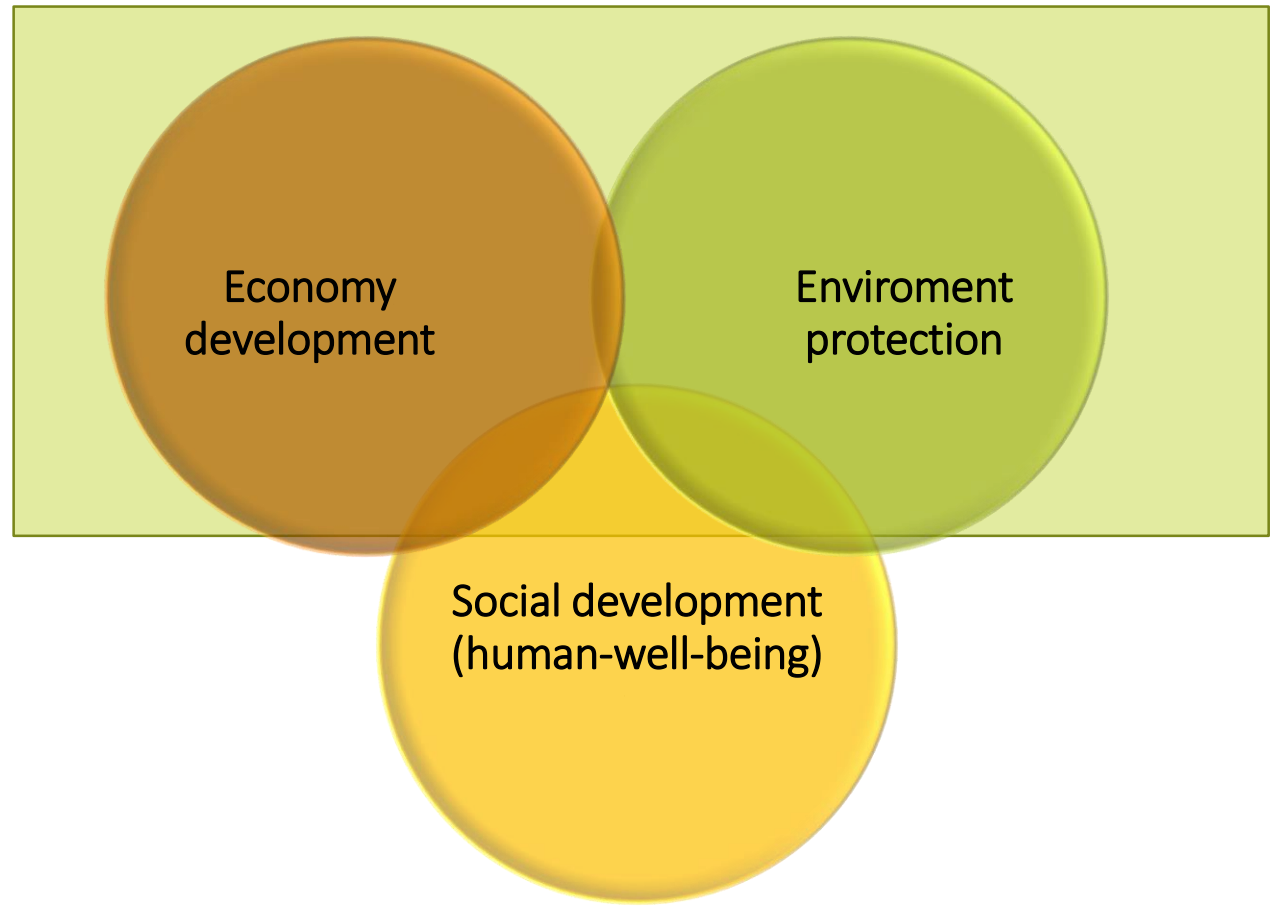 Economy
development
Enviroment
protection
Social development
(human-well-being)